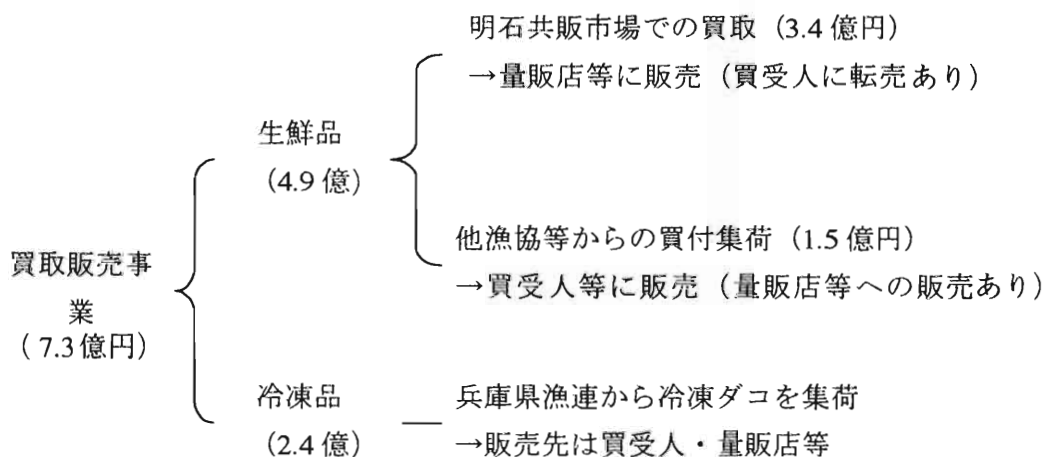 明石共販市場での買取（3.4億円）
→量販店等に販売（買受人に転売あり）
生鮮品
（4.9億）
他漁協等からの買付集荷（1.5億円）
→買受人等に販売（量販店等への販売あり）
買取販売事
業
（7.3億円）
冷凍品
（2.4億）
兵庫県漁連から冷凍ダコを集荷
→販売先は買受人・量販店等